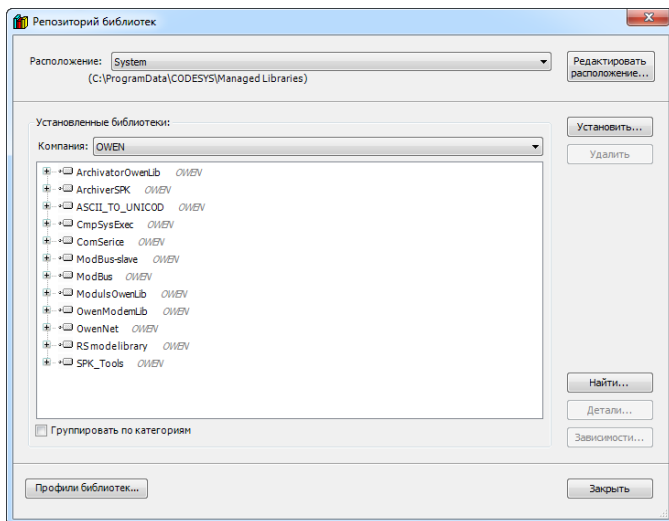 Репозиторий библиотек
Расположение: System
(C:\ProgramData\CODESYS\Managed Libraries)
Редактировать
расположение...
Установленные библиотеки:
Компания: OWEN
Установить...
Удалить
ArchivatorOwenLib OWEN
ArchiverSPK OWEN
ASCII_TO_UNICOD OWEN
CmpSysExec OWEN
ComSerice OWEN
ModBus-slave OWEN
ModBus OWEN
ModulsOwenLib OWEN
OwenModemLib OWEN
OwenNet OWEN
RS modelibrary OWEN
SPK_Tools OWEN
Найти...
Детали...
Зависимости...
Группировать по категориям
Профили библиотек...
Закрыть